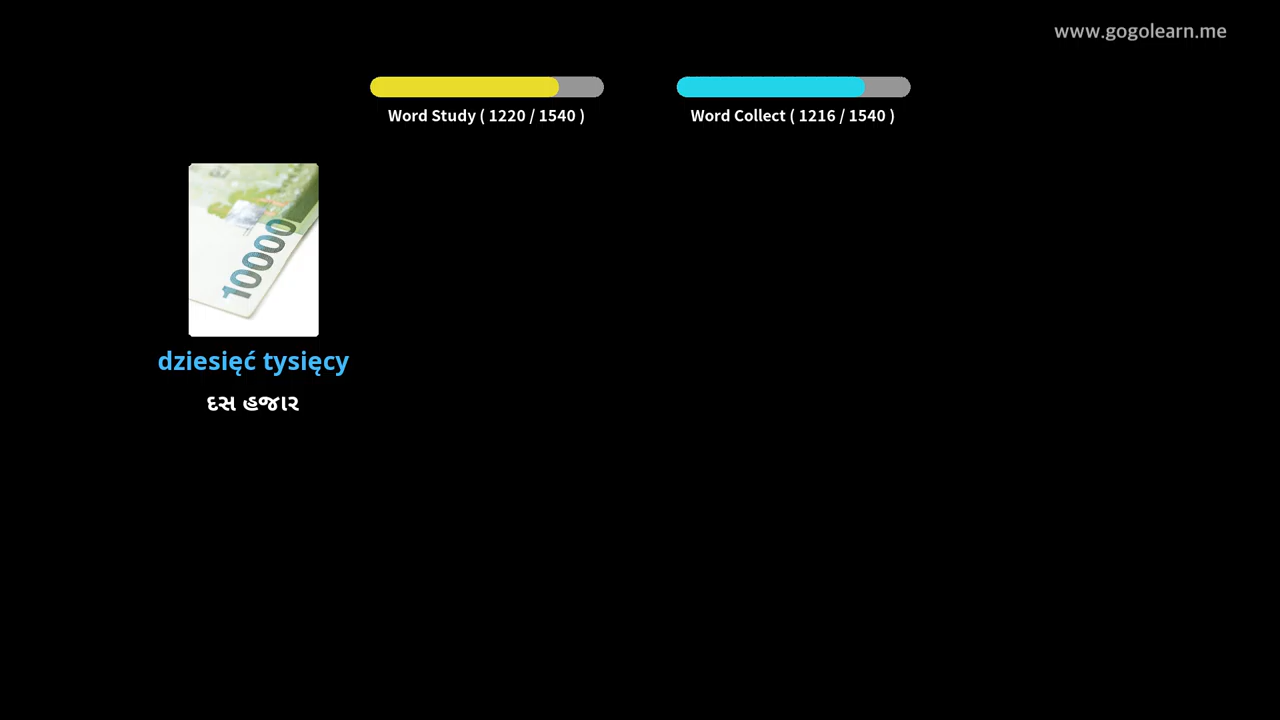 www.gogolearn.me
Word Study ( 1220 / 1540 )
Word Collect ( 1216 / 1540 )
10000
dziesięć tysięcy
દસ હજાર